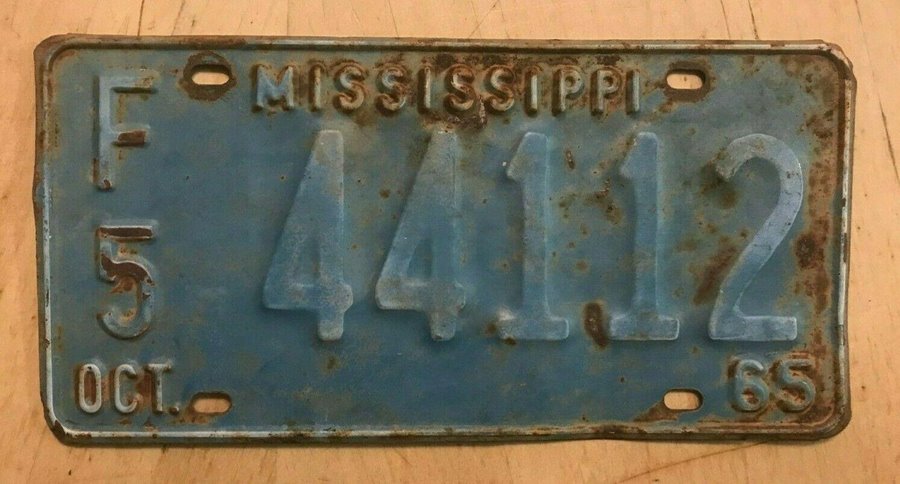 MISSISSIPPI
F
5
44112
OCT. 65